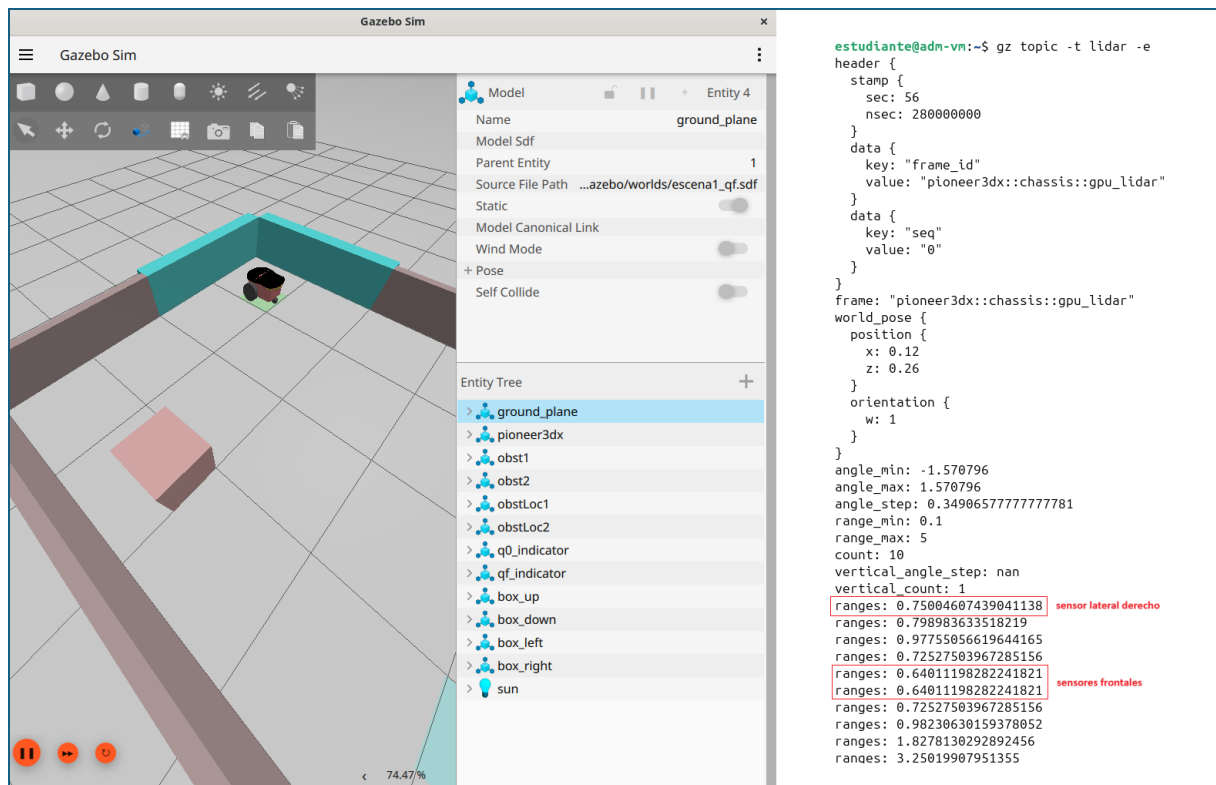 Gazebo Sim
×
Gazebo Sim
Model
Entity 4
Name ground_plane
Model Sdf
Parent Entity 1
Source File Path ...azebo/worlds/escena1_qf.sdf
Static
Model Canonical Link
Wind Mode
+ Pose
Self Collide
Entity Tree
ground_plane
pioneer3dx
obst1
obst2
obstLoc1
obstLoc2
q0_indicator
qf_indicator
box_up
box_down
box_left
box_right
sun
74.47 %
estudiante@adm-vm:~$ gz topic -t lidar -e
header {
stamp {
sec: 56
nsec: 280000000
}
data {
key: "frame_id"
value: "pioneer3dx::chassis::gpu_lidar"
}
data {
key: "seq"
value: "0"
}
}
frame: "pioneer3dx::chassis::gpu_lidar"
world_pose {
position {
x: 0.12
z: 0.26
}
orientation {
w: 1
}
}
angle_min: -1.570796
angle_max: 1.570796
angle_step: 0.34906577777777781
range_min: 0.1
range_max: 5
count: 10
vertical_angle_step: nan
vertical_count: 1
ranges: 0.75004607439041138 sensor lateral derecho
ranges: 0.798983633518219
ranges: 0.97755056619644165
ranges: 0.72527503967285156
ranges: 0.64011198282241821
ranges: 0.64011198282241821
sensores frontales
ranges: 0.72527503967285156
ranges: 0.98230630159378052
ranges: 1.8278130292892456
ranges: 3.25019907951355